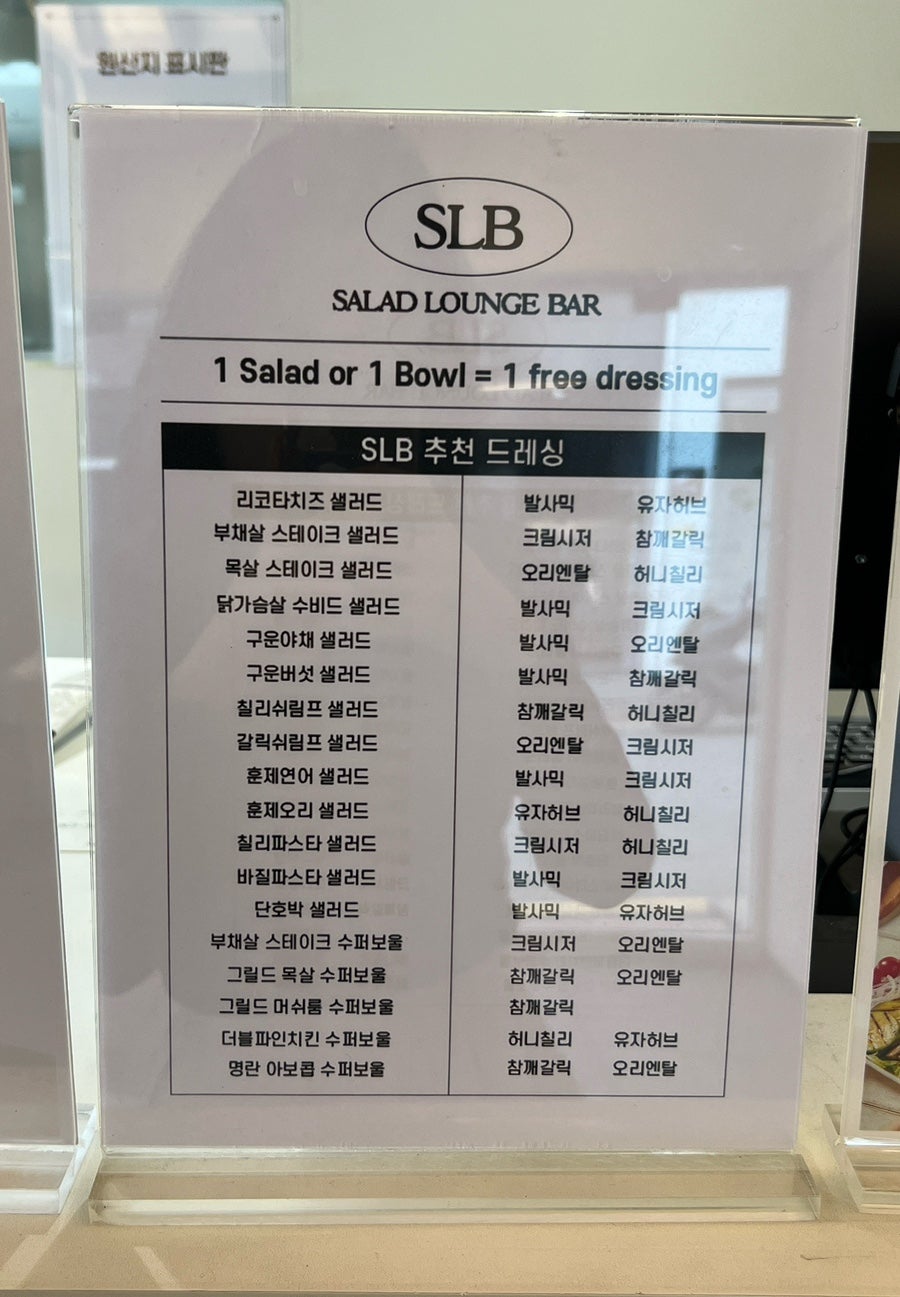 원산지 표시판
SLB
SALAD LOUNGE BAR
1 Salad or 1 Bowl = 1 free dressing
SLB 추천 드레싱
리코타치즈 샐러드 발사믹 유자허브
부채살 스테이크 샐러드 크림시저 참깨갈릭
목살 스테이크 샐러드 오리엔탈 허니칠리
닭가슴살 수비드 샐러드 발사믹 크림시저
구운야채 샐러드 발사믹 오리엔탈
구운버섯 샐러드 발사믹 참깨갈릭
칠리쉬림프 샐러드 참깨갈릭 허니칠리
갈릭쉬림프 샐러드 오리엔탈 크림시저
훈제연어 샐러드 발사믹 크림시저
훈제오리 샐러드 유자허브 허니칠리
칠리파스타 샐러드 크림시저 허니칠리
바질파스타 샐러드 발사믹 크림시저
단호박 샐러드 발사믹 유자허브
부채살 스테이크 수퍼보울 크림시저 오리엔탈
그릴드 목살 수퍼보울 참깨갈릭 오리엔탈
그릴드 머쉬룸 수퍼보울 참깨갈릭
더블파인치킨 수퍼보울 허니칠리 유자허브
명란 아보콥 수퍼보울 참깨갈릭 오리엔탈